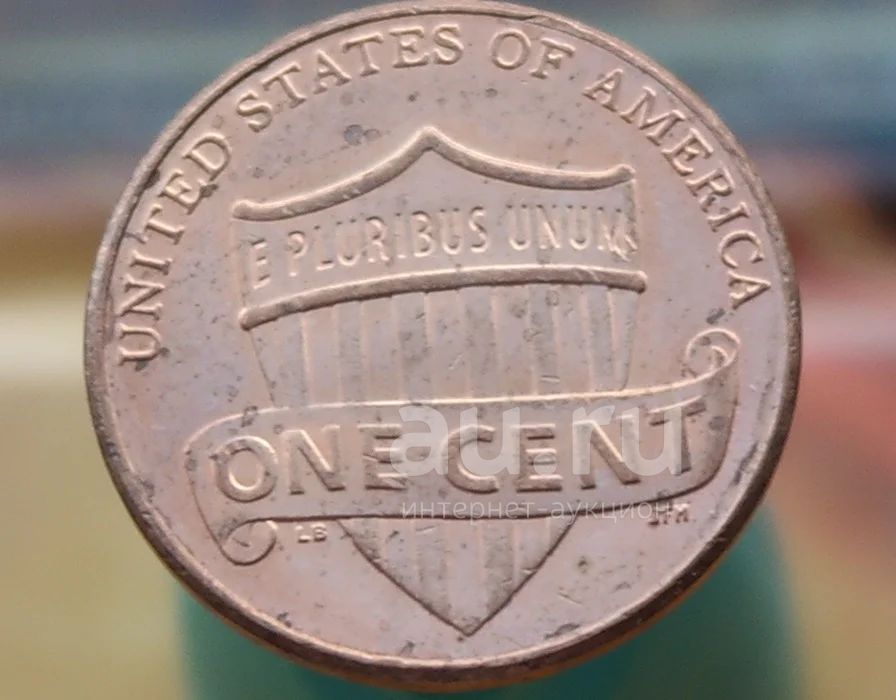 UNITED STATES OF AMERICA
E PLURIBUS UNUM
ONE CENT
au.ru
интернет-аукцион
LB
JFM